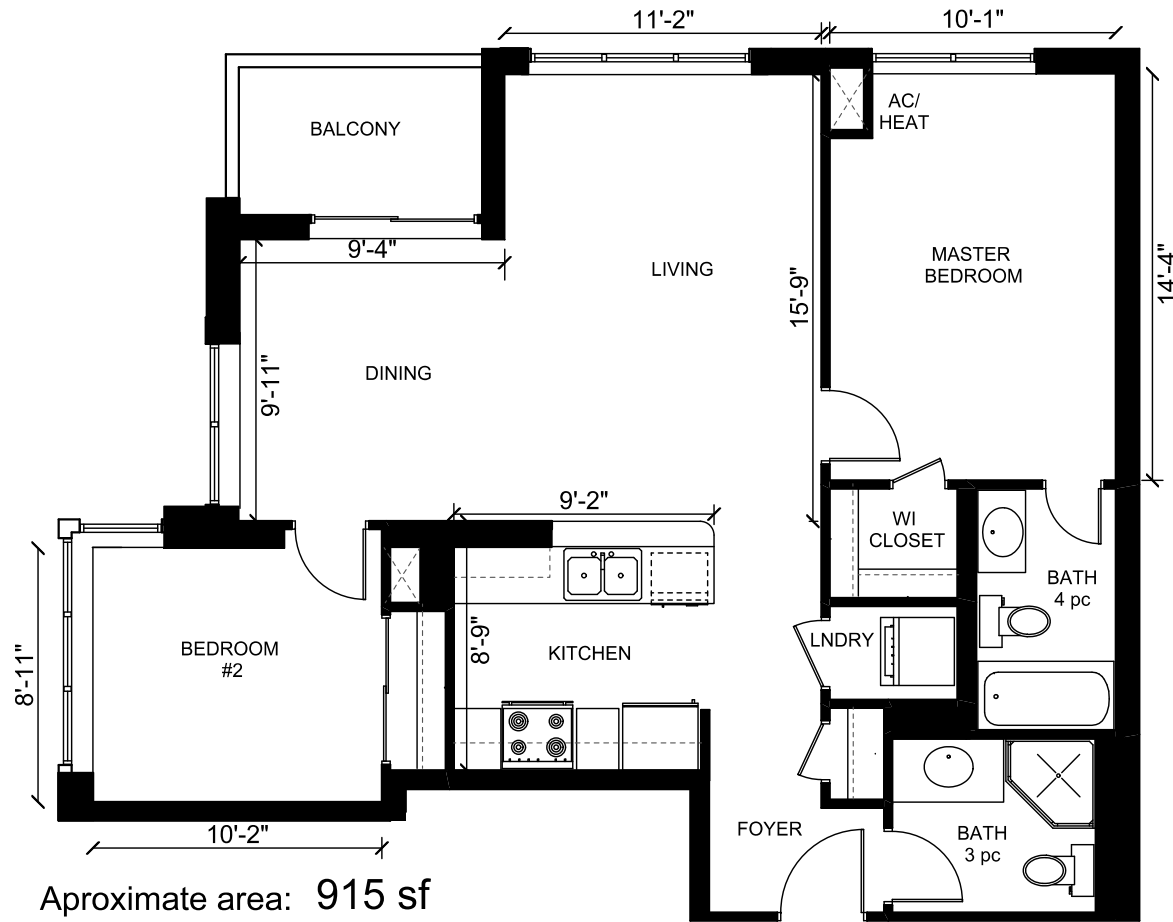 11'-2"
10'-1"
AC/
HEAT
BALCONY
9'-4"
LIVING
MASTER
BEDROOM
15'-9"
14'-4"
DINING
9'-11"
9'-2"
WI
CLOSET
BATH
4 pc
LNDRY
KITCHEN
8'-9"
BEDROOM
#2
8'-11"
10'-2"
FOYER
BATH
3 pc
Aproximate area: 915 sf